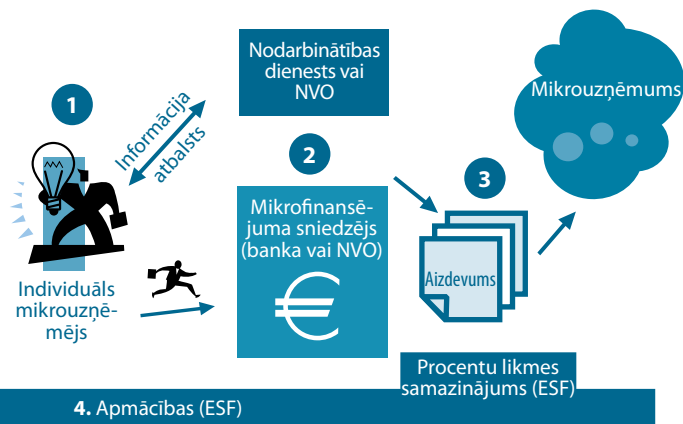 1
Individuāls
mikrouzņē-
mējs
Informācija
atbalsts
Nodarbinātības
dienests vai
NVO
2
Mikrofinansē-
juma sniedzējs
(banka vai NVO)
€
3
Aizdevums
Procentu likmes
samazinājums (ESF)
Mikrouzņēmums
4. Apmācības (ESF)